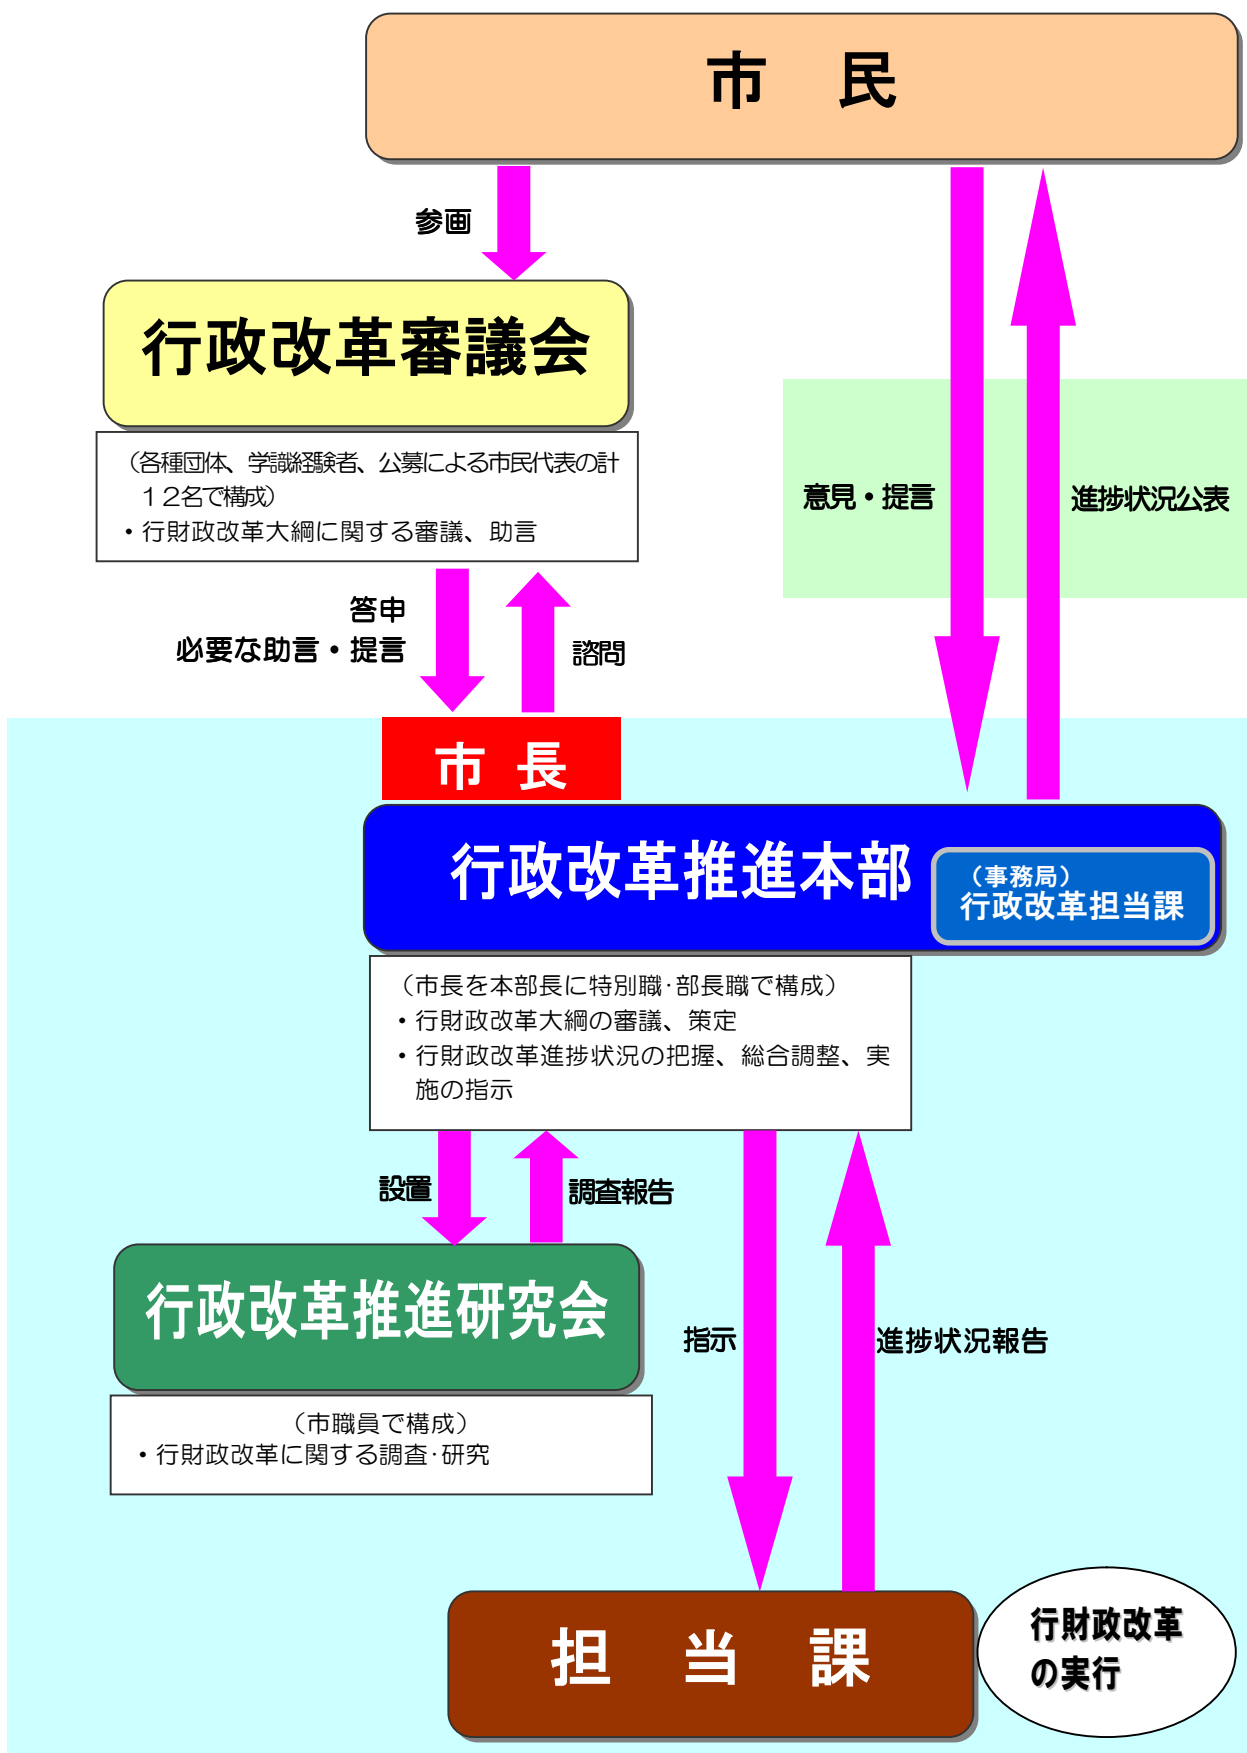 市　民
参画
行政改革審議会
（各種団体、学識経験者、公募による市民代表の計
１２名で構成）
・行財政改革大綱に関する審議、助言
意見・提言
進捗状況公表
答申
必要な助言・提言
諮問
市 長
行政改革推進本部
（事務局）
行政改革担当課
（市長を本部長に特別職･部長職で構成）
・行財政改革大綱の審議、策定
・行財政改革進捗状況の把握、総合調整、実
施の指示
設置
調査報告
行政改革推進研究会
指示
進捗状況報告
（市職員で構成）
・行財政改革に関する調査･研究
担　当　課
行財政改革
の実行